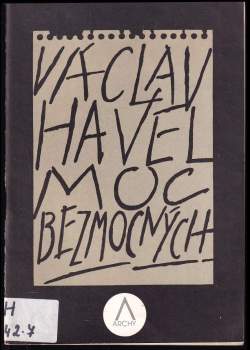 VÁCLAV
HAVEL
MOC
BEZMOCNÝCH
ARCHY
H
42-7